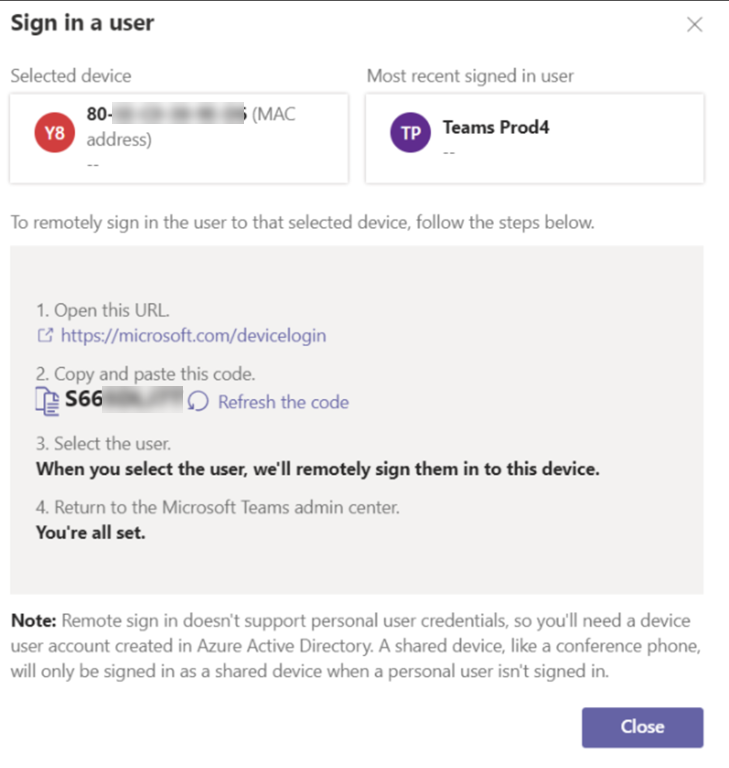 Sign in a user
Selected device
Most recent signed in user
Y8
80- (MAC
address)
--
TP
Teams Prod4
--
To remotely sign in the user to that selected device, follow the steps below.
1. Open this URL.
https://microsoft.com/devicelogin
2. Copy and paste this code.
S66 Refresh the code
3. Select the user.
When you select the user, we'll remotely sign them in to this device.
4. Return to the Microsoft Teams admin center.
You're all set.
Note: Remote sign in doesn't support personal user credentials, so you'll need a device
user account created in Azure Active Directory. A shared device, like a conference phone,
will only be signed in as a shared device when a personal user isn't signed in.
Close